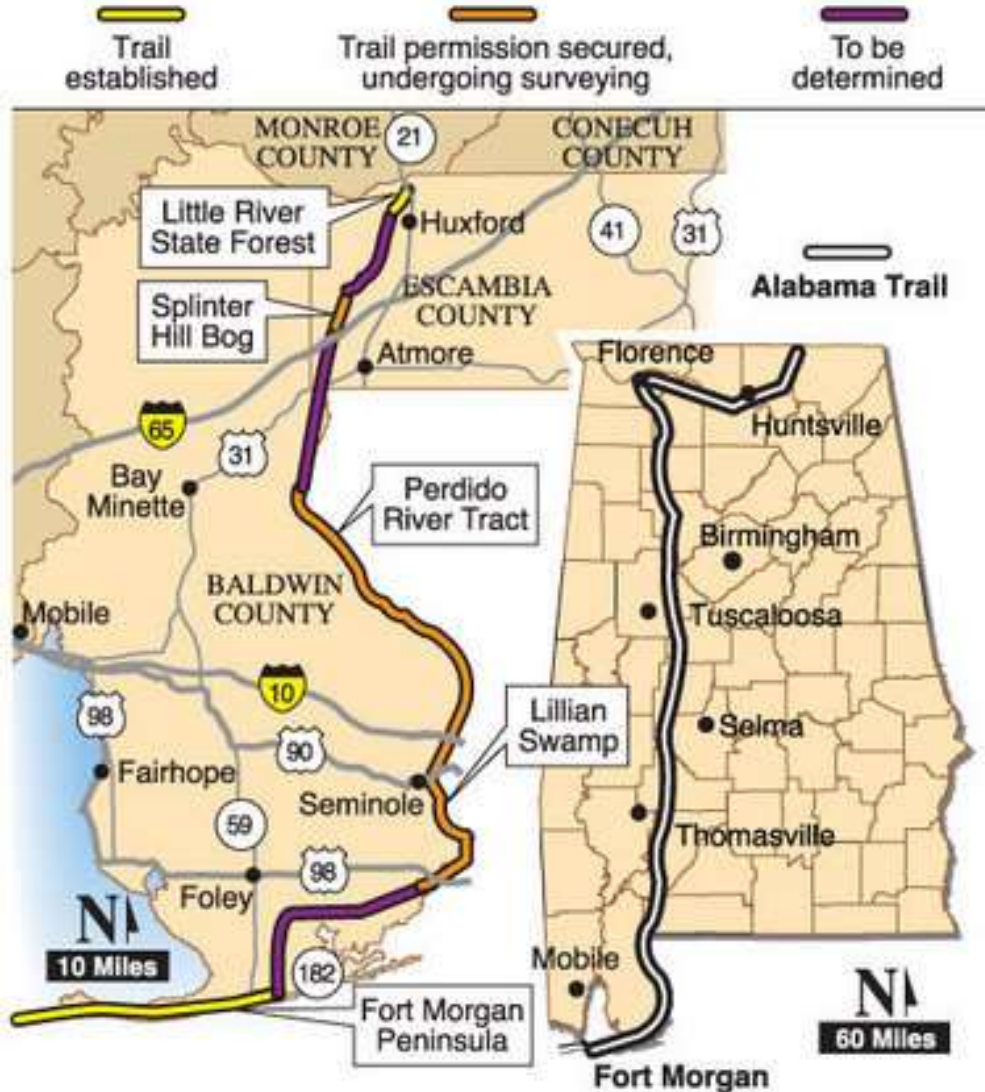 Trail
established
Trail permission secured,
undergoing surveying
To be
determined
MONROE
COUNTY
21
CONECUH
COUNTY
Little River
State Forest
Huxford
41
31
Splinter
Hill Bog
ESCAMBIA
COUNTY
Atmore
65
31
Bay
Minette
Perdido
River Tract
BALDWIN
COUNTY
Mobile
10
98
90
Lillian
Swamp
Fairhope
Seminole
59
98
Foley
N
10 Miles
182
Fort Morgan
Peninsula
Alabama Trail
Florence
Huntsville
Birmingham
Tuscaloosa
Selma
Thomasville
Mobile
N
60 Miles
Fort Morgan